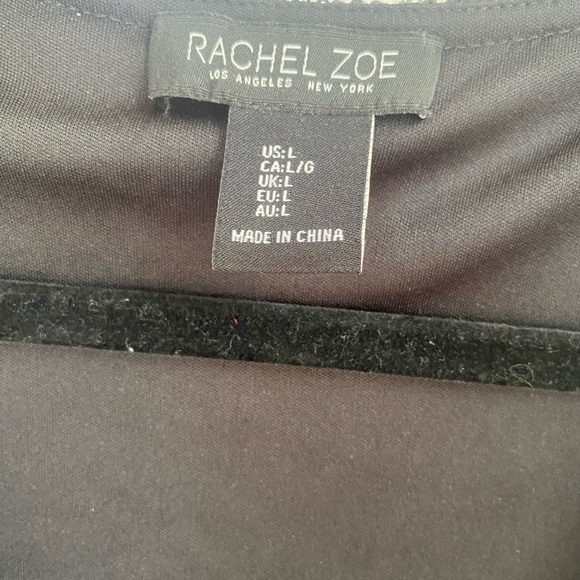 RACHEL ZOE
LOS ANGELES NEW YORK
US:L
CA:L/G
UK:L
EU:L
AU:L
MADE IN CHINA